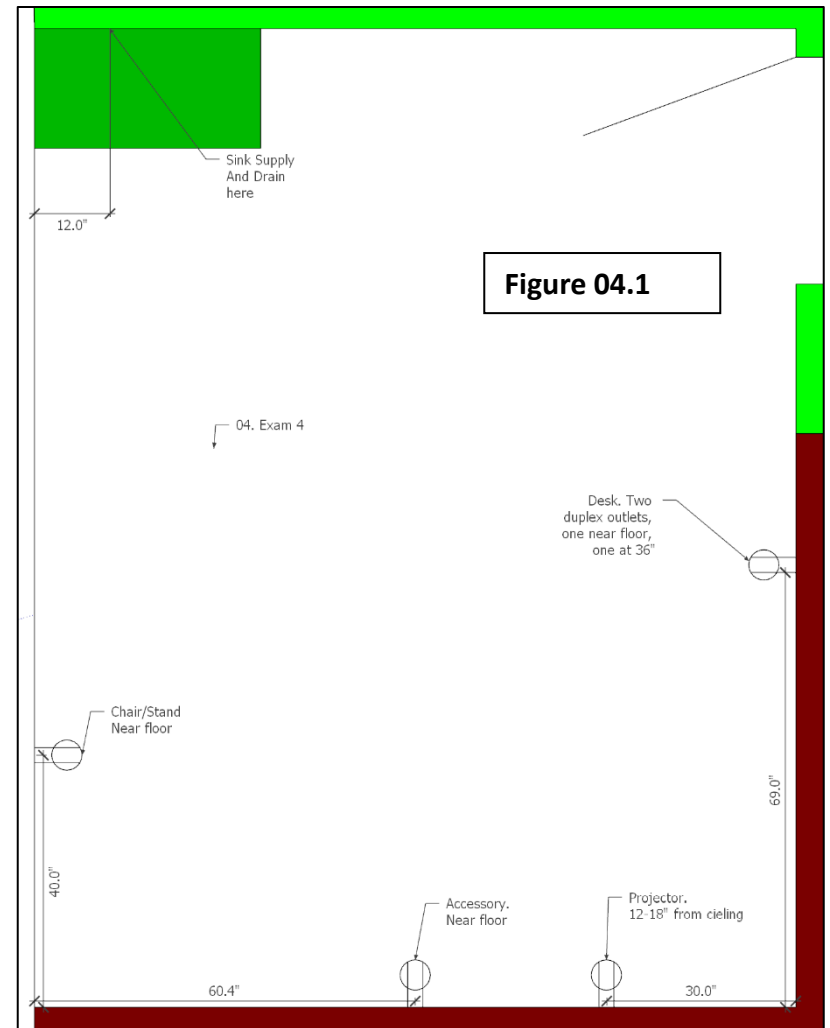 Sink Supply
And Drain
here
12.0"
Figure 04.1
04. Exam 4
Desk. Two
duplex outlets,
one near floor,
one at 36"
Chair/Stand
Near floor
69.0"
40.0"
Accessory.
Near floor
Projector.
12-18" from cieling
60.4"
30.0"